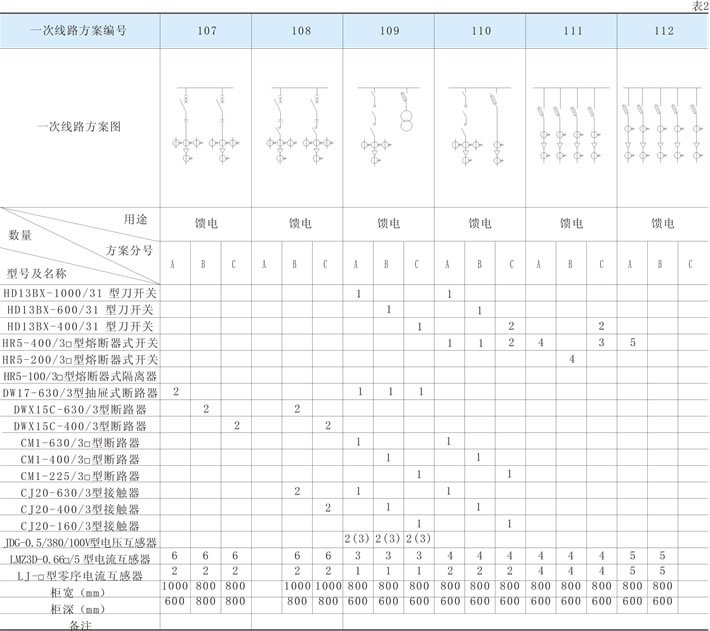 表2
一次线路方案编号 107 108 109 110 111 112
一次线路方案图
用途 馈电 馈电 馈电 馈电 馈电 馈电
数量
方案分号 A B C A B C A B C A B C A B C A B C
型号及名称
HD13BX-1000/31 型刀开关 1 1
HD13BX-600/31 型刀开关 1 1
HD13BX-400/31 型刀开关 1 2 2
HR5-400/3□型熔断器式开关 1 1 2 4 3 5
HR5-200/3□型熔断器式开关 4
HR5-100/3□型熔断器式隔离器
DW17-630/3型抽屉式断路器 2 1 1 1
DWX15C-630/3型断路器 2 2
DWX15C-400/3型断路器 2 2
CM1-630/3□型断路器 1 1
CM1-400/3□型断路器 1 1
CM1-225/3□型断路器 1 1
CJ20-630/3型接触器 2 1 1
CJ20-400/3型接触器 2 1 1
CJ20-160/3型接触器 1 1
JDG-0.5/380/100V型电压互感器 2(3) 2(3) 2(3)
LMZ3D-0.66□/5 型电流互感器 6 6 6 6 6 3 3 3 4 4 4 4 4 4 5 5
LJ-□型零序电流互感器 2 2 2 2 2 1 1 1 2 2 2 4 4 4 5 5
柜宽（mm） 1000 800 800 1000 1000 800 800 800 800 800 800 800 800 800 800 800
柜深（mm） 600 800 800 800 800 600 600 600 600 600 600 600 600 600 600 600
备注